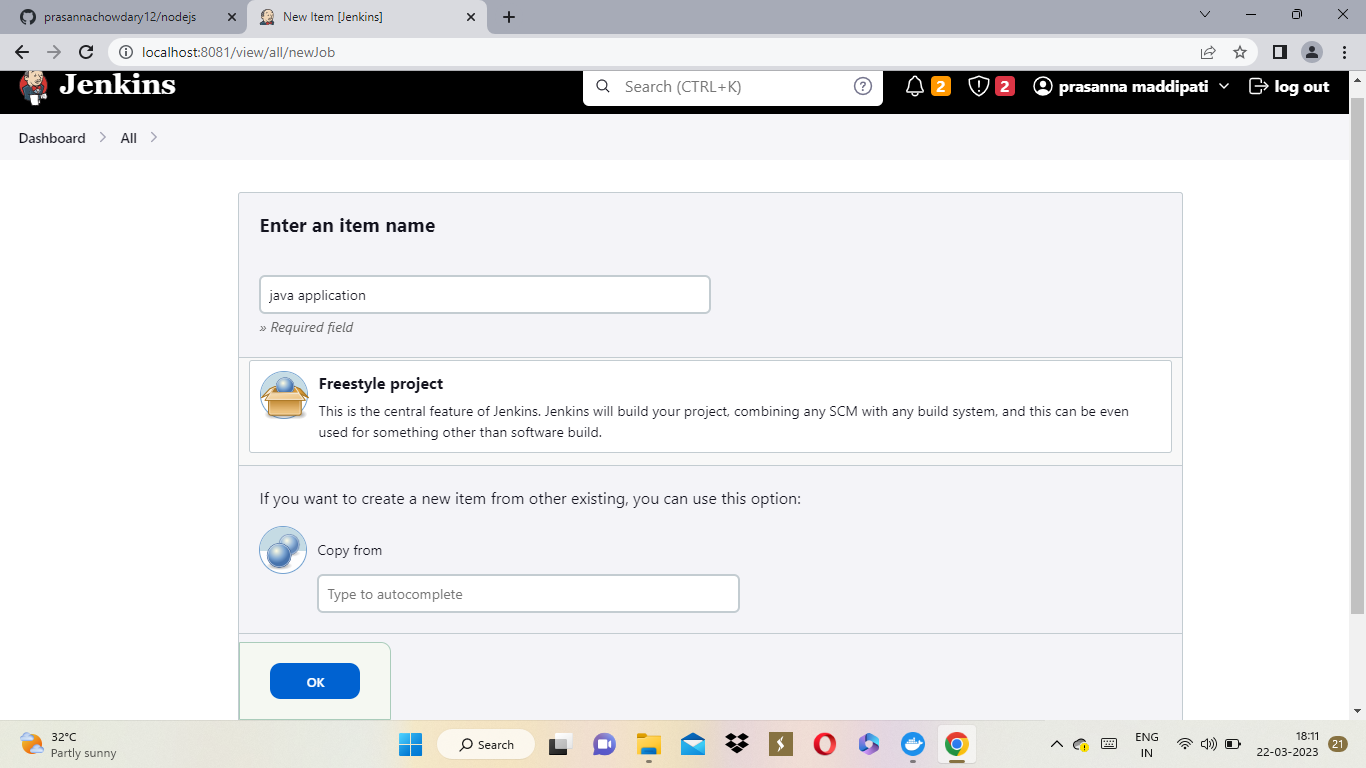 prasannachowdary12/nodejs
New Item [Jenkins]
localhost:8081/view/all/newJob
Jenkins
Search (CTRL+K)
2
2
prasanna maddipati
log out
Dashboard
All
Enter an item name
java application
» Required field
Freestyle project
This is the central feature of Jenkins. Jenkins will build your project, combining any SCM with any build system, and this can be even
used for something other than software build.
If you want to create a new item from other existing, you can use this option:
Copy from
Type to autocomplete
OK
32°C
Partly sunny
Search
ENG
IN
18:11
22-03-2023
21